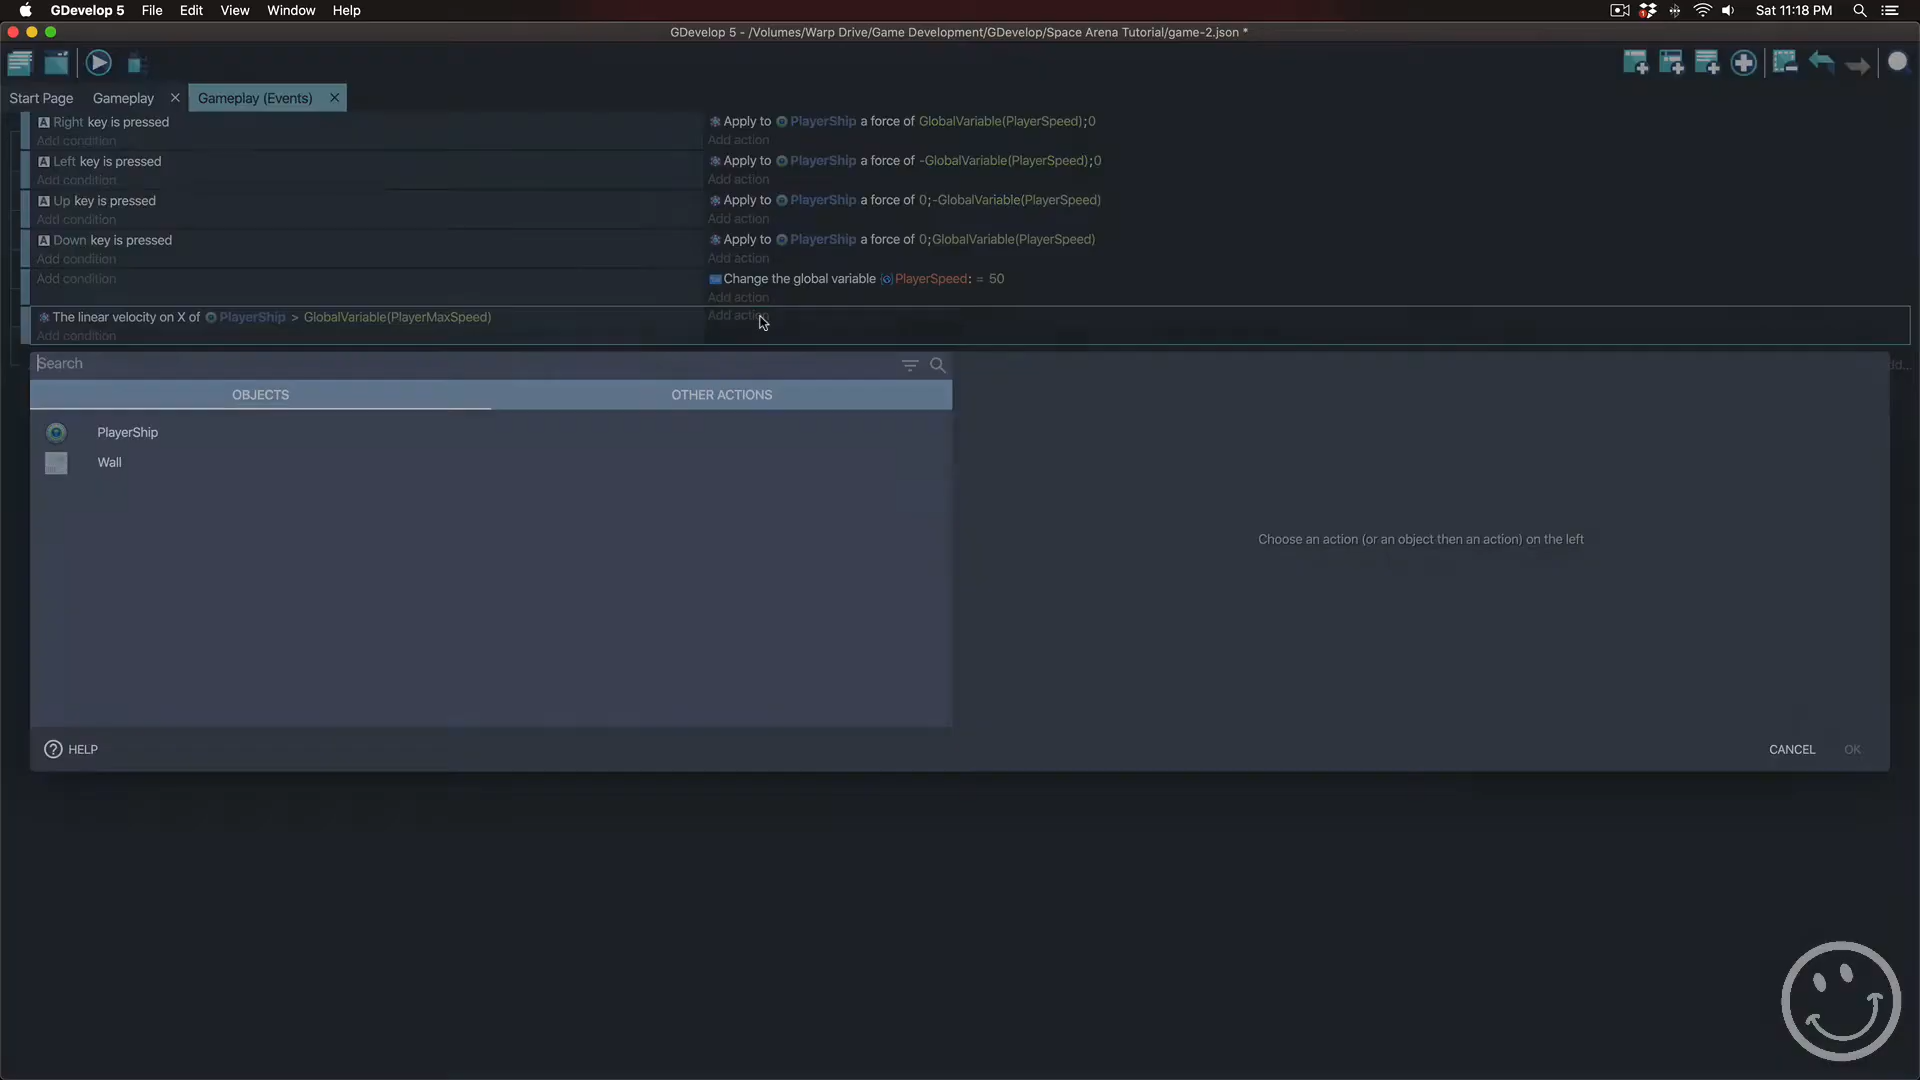 GDevelop 5 File Edit View Window Help Sat 11:18 PM
GDevelop 5 - /Volumes/Warp Drive/Game Development/GDevelop/Space Arena Tutorial/game-2.json *
Start Page Gameplay Gameplay (Events)
Right key is pressed
Add condition
Apply to PlayerShip a force of GlobalVariable(PlayerSpeed);0
Add action
Left key is pressed
Add condition
Apply to PlayerShip a force of -GlobalVariable(PlayerSpeed);0
Add action
Up key is pressed
Add condition
Apply to PlayerShip a force of 0;-GlobalVariable(PlayerSpeed)
Add action
Down key is pressed
Add condition
Apply to PlayerShip a force of 0;GlobalVariable(PlayerSpeed)
Add action
Add condition
Change the global variable PlayerSpeed: = 50
Add action
The linear velocity on X of PlayerShip > GlobalVariable(PlayerMaxSpeed)
Add condition
Add action
Search
OBJECTS OTHER ACTIONS
PlayerShip
Wall
Choose an action (or an object then an action) on the left
HELP
CANCEL OK